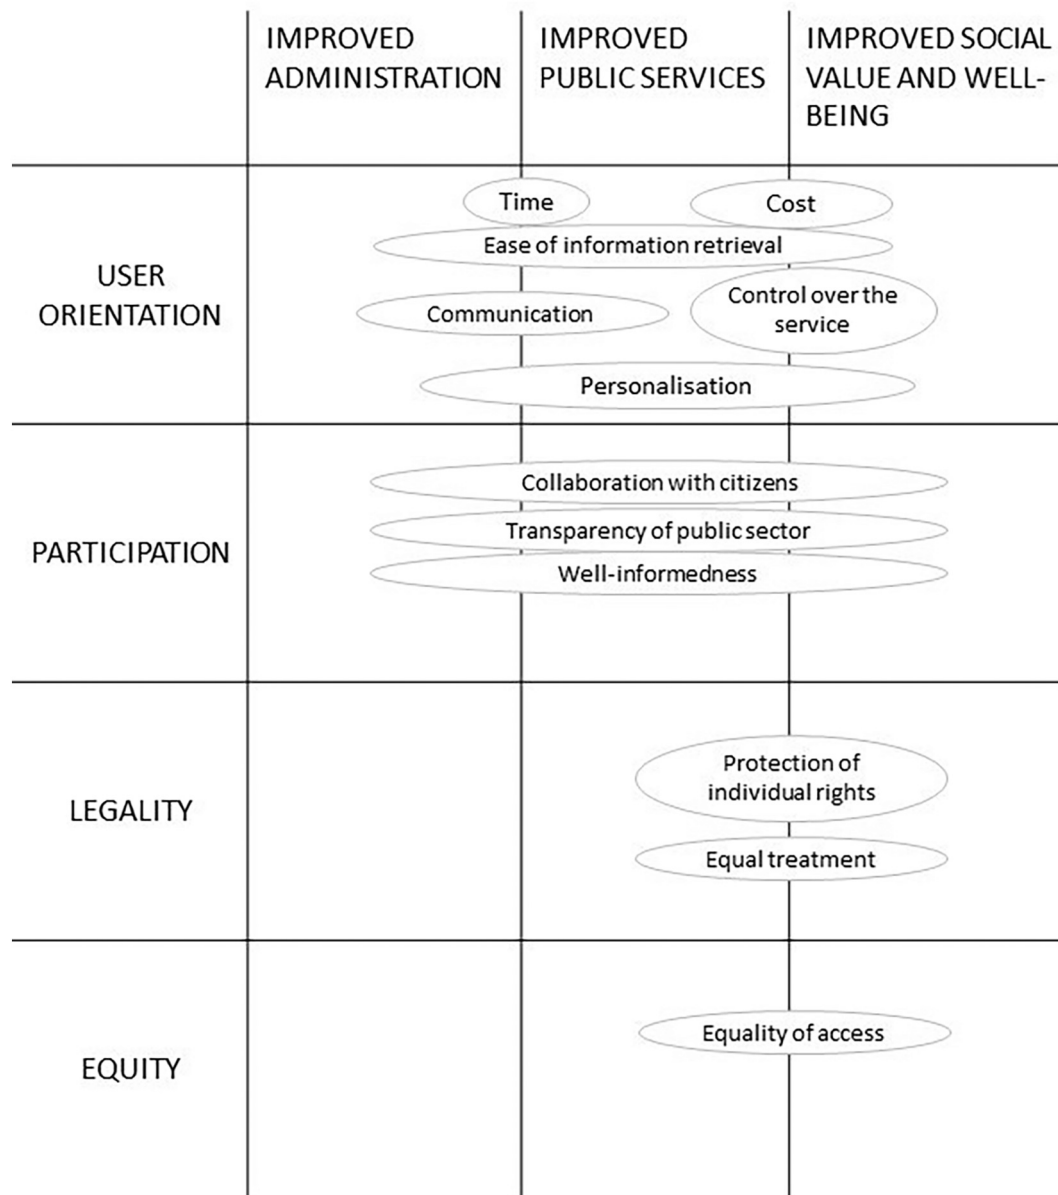 IMPROVED
ADMINISTRATION
IMPROVED
PUBLIC SERVICES
IMPROVED SOCIAL
VALUE AND WELL-
BEING
USER
ORIENTATION
Time
Cost
Ease of information retrieval
Communication
Control over the
service
Personalisation
PARTICIPATION
Collaboration with citizens
Transparency of public sector
Well-informedness
LEGALITY
Protection of
individual rights
Equal treatment
EQUITY
Equality of access